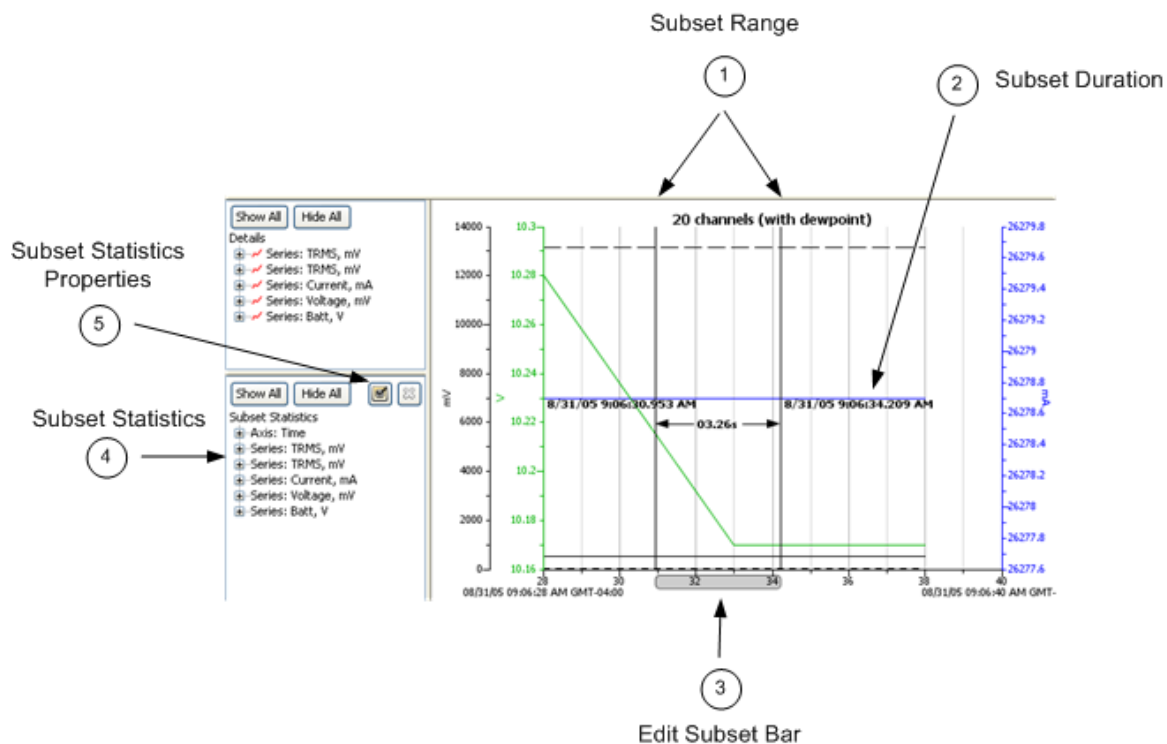 Subset Range
1
2
Subset Duration
Show All Hide All
Details
Series: TRMS, mV
Series: TRMS, mV
Series: Current, mA
Series: Voltage, mV
Series: Batt, V
Subset Statistics
Properties
5
Show All Hide All
Subset Statistics
Axis: Time
Series: TRMS, mV
Series: TRMS, mV
Series: Current, mA
Series: Voltage, mV
Series: Batt, V
Subset Statistics
4
20 channels (with dewpoint)
14000
12000
10000
8000
6000
4000
2000
0
mV
10.3
10.28
10.26
10.24
10.22
10.2
10.18
10.16
V
8/31/05 9:06:30.953 AM
8/31/05 9:06:34.209 AM
03.26s
26279.8
26279.6
26279.4
26279.2
26279
26278.8
26278.6
26278.4
26278.2
26278
26277.8
26277.6
mA
28 30 32 34 36 38 40
08/31/05 09:06:28 AM GMT-04:00
08/31/05 09:06:40 AM GMT-
3
Edit Subset Bar